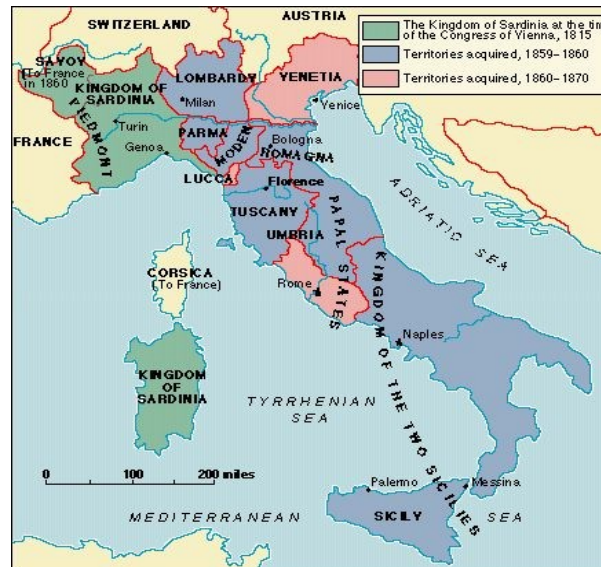 SWITZERLAND
AUSTRIA
The Kingdom of Sardinia at the time
of the Congress of Vienna, 1815
Territories acquired, 1859–1860
Territories acquired, 1860–1870
SAVOY
(To France
in 1860
KINGDOM OF
SARDINIA
LOMBARDY
Milan
YENETIA
Venice
FRANCE
PIEDMONT
Turin
Genoa
PARMA
MODEN
Bologna
ROMAGNA
LUCCA
Florence
TUSCANY
UMBRIA
PAPAL STATES
ADRIATIC SEA
CORSICA
(To France)
Rome
KINGDOM OF THE TWO SICILIES
Naples
KINGDOM
OF
SARDINIA
TYRRHENIAN
SEA
0 100 200 miles
Palermo
Messina
MEDITERRANEAN SEA
SICILY